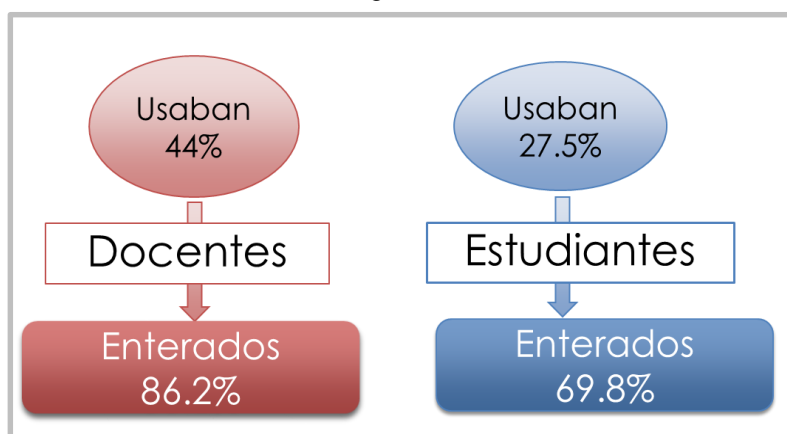 Usaban
44%
Docentes
Enterados
86.2%
Usaban
27.5%
Estudiantes
Enterados
69.8%